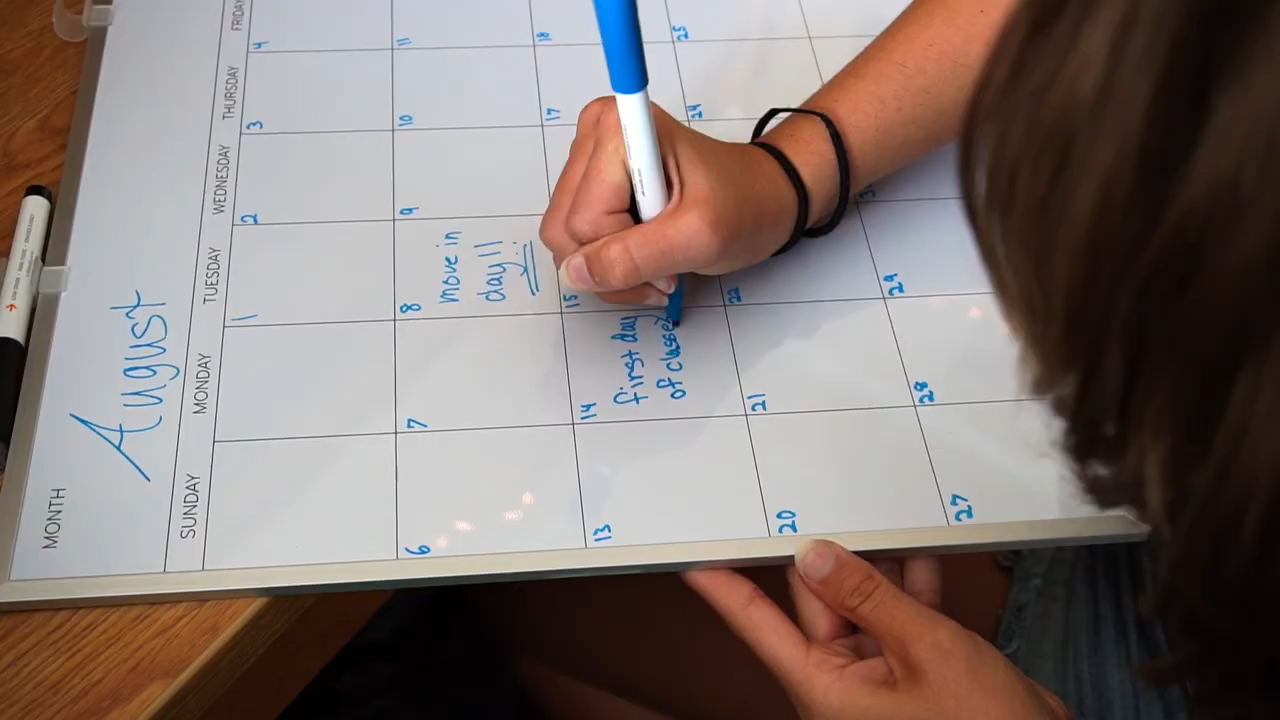 MONTH
August
SUNDAY
MONDAY
TUESDAY
WEDNESDAY
THURSDAY
FRIDAY
1
2
3
4
6
7
8
move in
day!!
9
10
11
13
14
first day
of classes
15
17
18
20
21
22
24
25
27
28
29